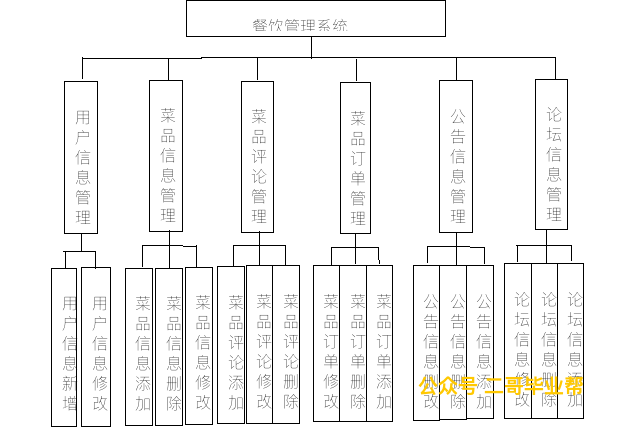 餐饮管理系统
用户信息管理
菜品信息管理
菜品评论管理
菜品订单管理
公告信息管理
论坛信息管理
用户信息新增
用户信息修改
菜品信息添加
菜品信息删除
菜品信息修改
菜品评论添加
菜品评论修改
菜品评论删除
菜品订单修改
菜品订单删除
菜品订单添加
公告信息删改
公告信息删除
公告信息添加
论坛信息修改
论坛信息删除
论坛信息添加
公众号 二哥毕业帮